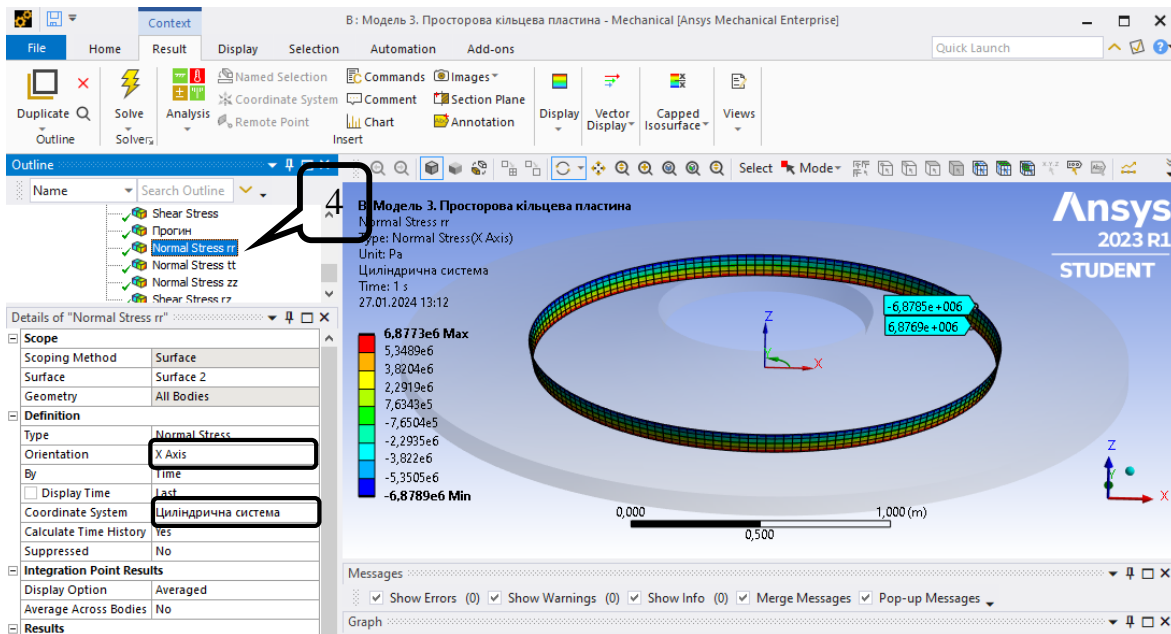 Context
B : Модель 3. Просторова кільцева пластина - Mechanical [Ansys Mechanical Enterprise]
File
Home
Result
Display
Selection
Automation
Add-ons
Quick Launch
Duplicate
Outline
Solve
Solve
Analysis
Named Selection
Coordinate System
Remote Point
Commands
Comment
Chart
Images
Section Plane
Annotation
Insert
Display
Vector
Display
Capped
Isosurface
Views
Outline
Name
Search Outline
Shear Stress
Прогин
Normal Stress rr
Normal Stress tt
Normal Stress zz
Shear Stress rz
4
Select
Mode
Details of "Normal Stress rr"
Scope
Scoping Method Surface
Surface Surface 2
Geometry All Bodies
Definition
Type Normal Stress
Orientation X Axis
By Time
Display Time Last
Coordinate System Циліндрична система
Calculate Time History Yes
Suppressed No
Integration Point Results
Display Option Averaged
Average Across Bodies No
Results
B: Модель 3. Просторова кільцева пластина
Normal Stress rr
Type: Normal Stress(X Axis)
Unit: Pa
Циліндрична система
Time: 1 s
27.01.2024 13:12
6,8773e6 Max
5,3489e6
3,8204e6
2,2919e6
7,6343e5
-7,6504e5
-2,2935e6
-3,822e6
-5,3505e6
-6,8789e6 Min
Ansys
2023 R1
STUDENT
-6,8785e+006
6,8769e+006
Z
Y
X
Z
Y
X
0,000
1,000 (m)
0,500
Messages
Show Errors (0)
Show Warnings (0)
Show Info (0)
Merge Messages
Pop-up Messages
Graph